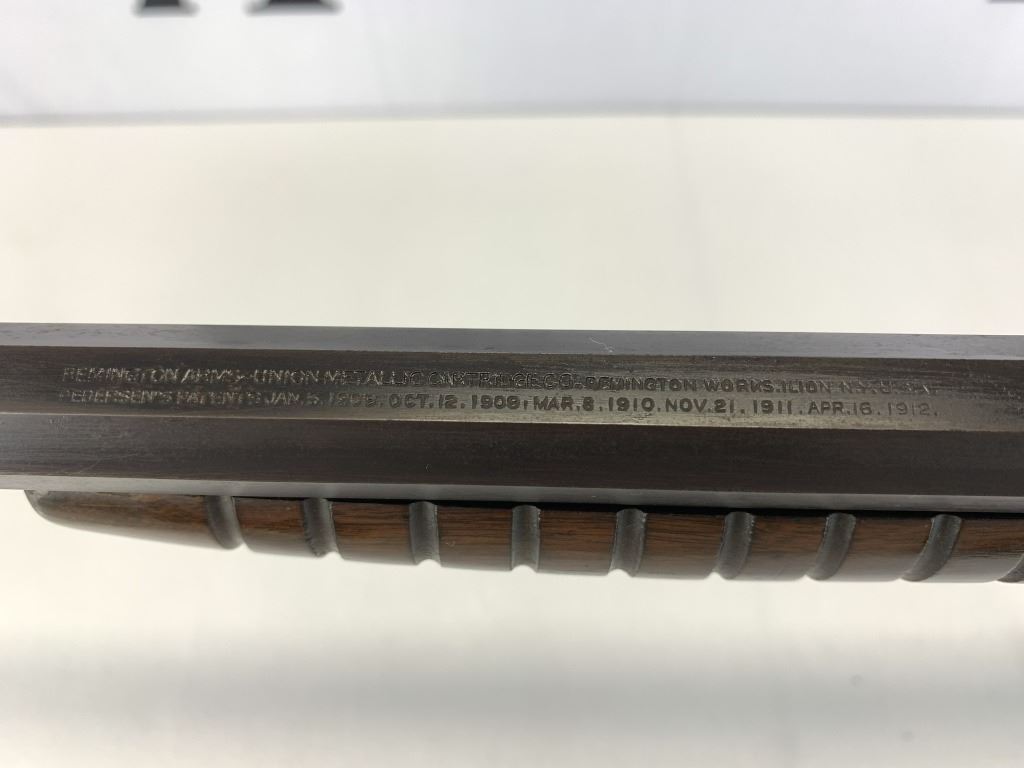 REMINGTON ARMS-UNION METALLIC CARTRIDGE CO. REMINGTON WORKS. ILION N.Y. U.S.A.
PEDERSEN'S PATENTS JAN. 5, 1909. OCT. 12, 1909. MAR. 8, 1910. NOV. 21, 1911. APR. 16, 1912.